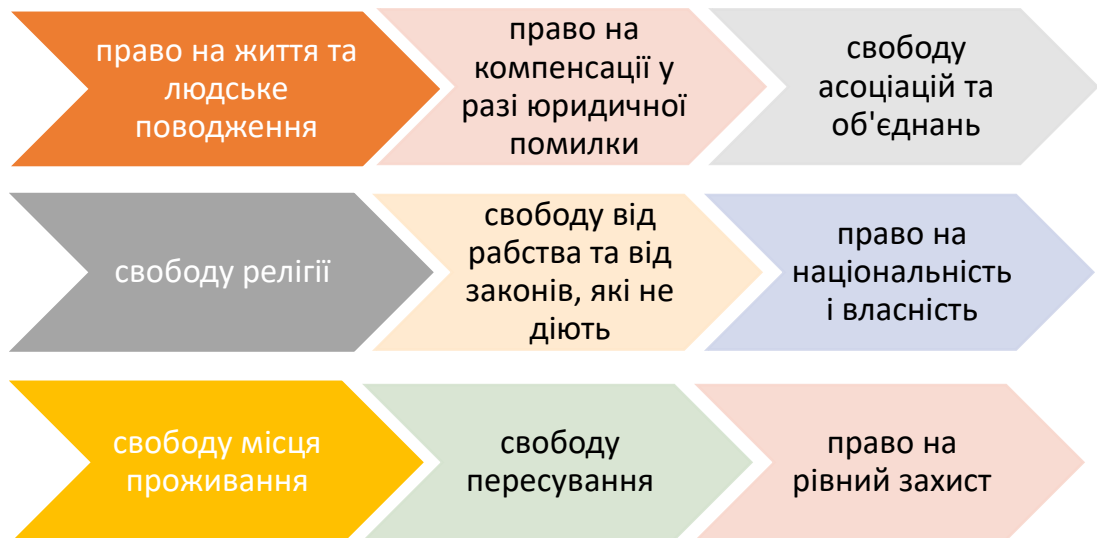 право на життя та
людське
поводження
право на
компенсації у
разі юридичної
помилки
свободу
асоціацій та
об'єднань
свободу релігії
свободу від
рабства та від
законів, які не
діють
право на
національність
і власність
свободу місця
проживання
свободу
пересування
право на
рівний захист